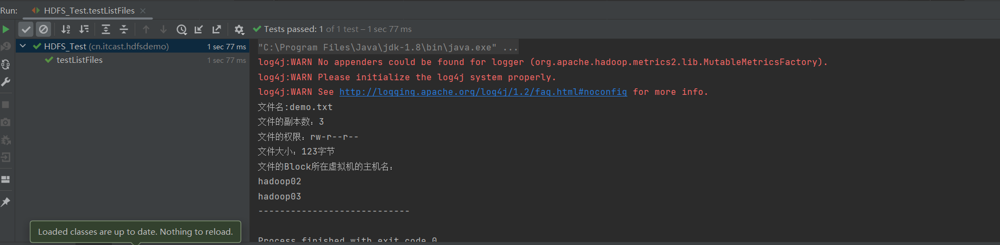 Run: HDFS_Test.testListFiles
Tests passed: 1 of 1 test – 1 sec 77 ms
HDFS_Test (cn.itcast.hdfsdemo) 1 sec 77 ms
testListFiles 1 sec 77 ms
"C:\Program Files\Java\jdk-1.8\bin\java.exe" ...
log4j:WARN No appenders could be found for logger (org.apache.hadoop.metrics2.lib.MutableMetricsFactory).
log4j:WARN Please initialize the log4j system properly.
log4j:WARN See http://logging.apache.org/log4j/1.2/faq.html#noconfig for more info.
文件名:demo.txt
文件的副本数：3
文件的权限：rw-r--r--
文件大小：123字节
文件的Block所在虚拟机的主机名：
hadoop02
hadoop03
----------------------------
Process finished with exit code 0
Loaded classes are up to date. Nothing to reload.